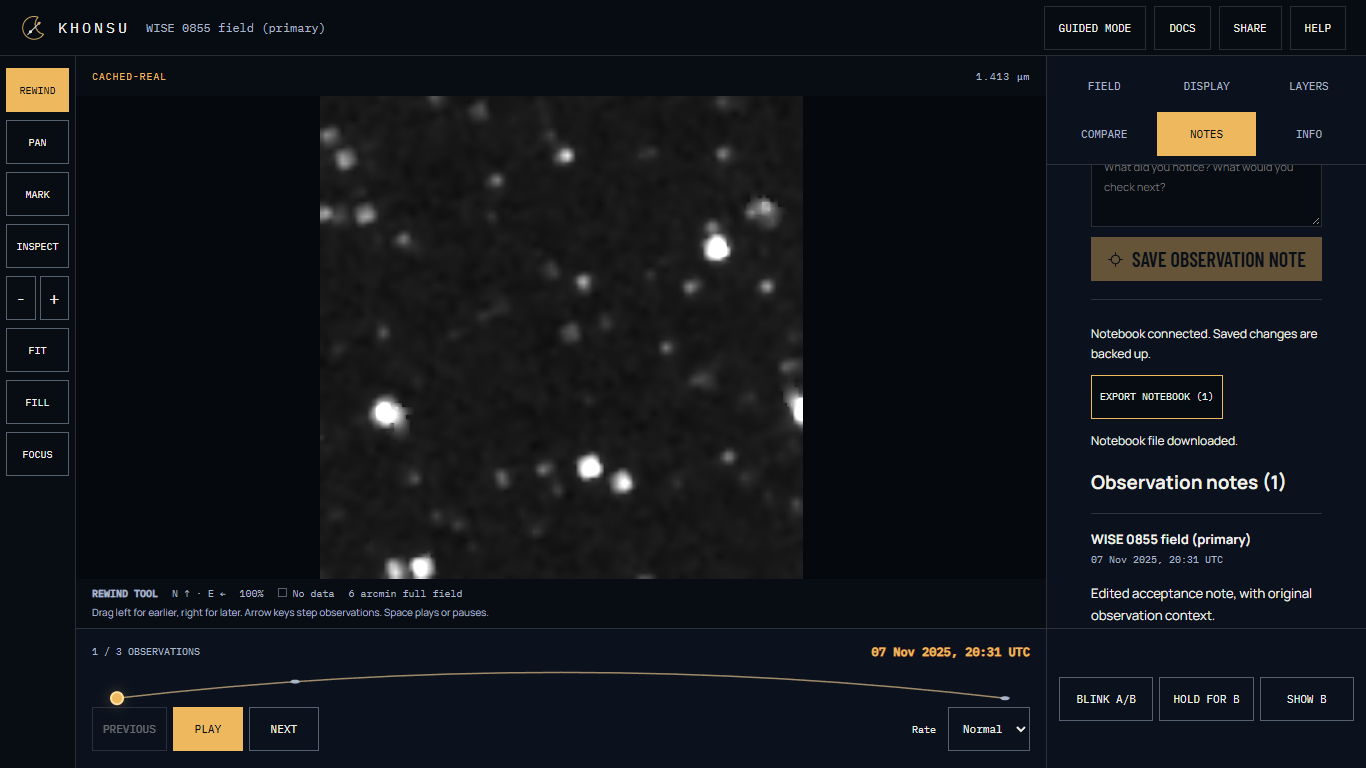 KHONSU WISE 0855 field (primary) GUIDED MODE DOCS SHARE HELP
REWIND
PAN
MARK
INSPECT
- +
FIT
FILL
FOCUS
CACHED-REAL 1.413 μm
REWIND TOOL N ↑ · E ← 100% No data 6 arcmin full field
Drag left for earlier, right for later. Arrow keys step observations. Space plays or pauses.
1 / 3 OBSERVATIONS 07 Nov 2025, 20:31 UTC
PREVIOUS PLAY NEXT Rate Normal
FIELD DISPLAY LAYERS
COMPARE NOTES INFO
What did you notice? What would you
check next?
SAVE OBSERVATION NOTE
Notebook connected. Saved changes are
backed up.
EXPORT NOTEBOOK (1)
Notebook file downloaded.
Observation notes (1)
WISE 0855 field (primary)
07 Nov 2025, 20:31 UTC
Edited acceptance note, with original
observation context.
BLINK A/B HOLD FOR B SHOW B